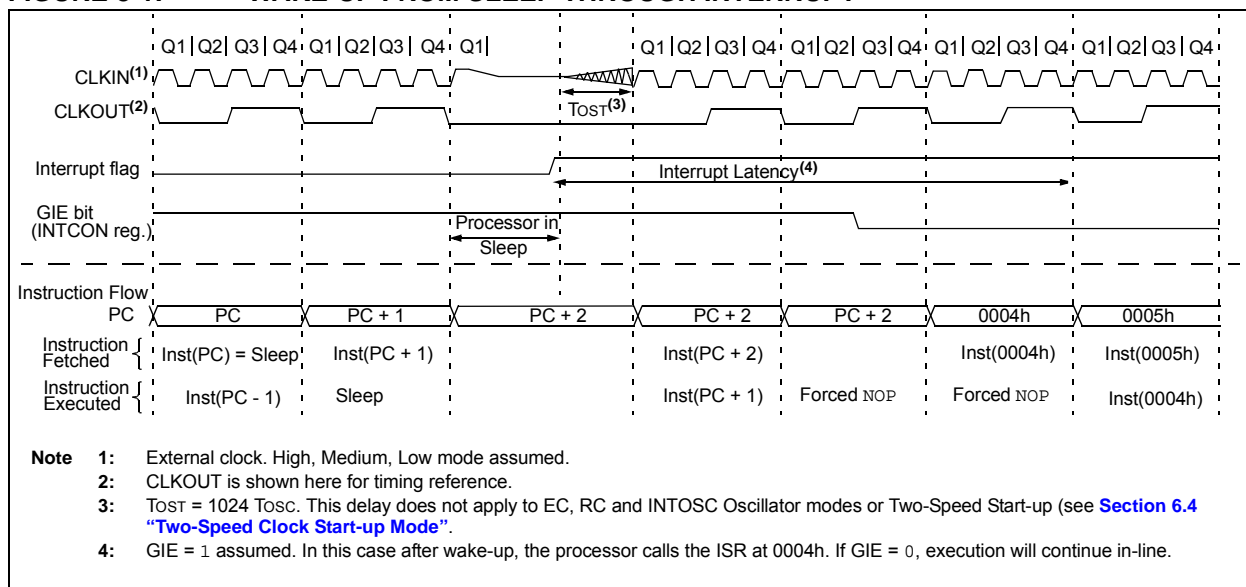 Q1 Q2 Q3 Q4 Q1 Q2 Q3 Q4 Q1 Q1 Q2 Q3 Q4 Q1 Q2 Q3 Q4 Q1 Q2 Q3 Q4 Q1 Q2 Q3 Q4
CLKIN(1)
CLKOUT(2)
TOST(3)
Interrupt flag
Interrupt Latency(4)
GIE bit
(INTCON reg.)
Processor in
Sleep
Instruction Flow
PC PC PC + 1 PC + 2 PC + 2 PC + 2 0004h 0005h
Instruction
Fetched
Inst(PC) = Sleep Inst(PC + 1) Inst(PC + 2) Inst(0004h) Inst(0005h)
Instruction
Executed
Inst(PC - 1) Sleep Inst(PC + 1) Forced NOP Forced NOP Inst(0004h)
Note 1: External clock. High, Medium, Low mode assumed.
2: CLKOUT is shown here for timing reference.
3: TOST = 1024 TOSC. This delay does not apply to EC, RC and INTOSC Oscillator modes or Two-Speed Start-up (see Section 6.4
“Two-Speed Clock Start-up Mode”.
4: GIE = 1 assumed. In this case after wake-up, the processor calls the ISR at 0004h. If GIE = 0, execution will continue in-line.